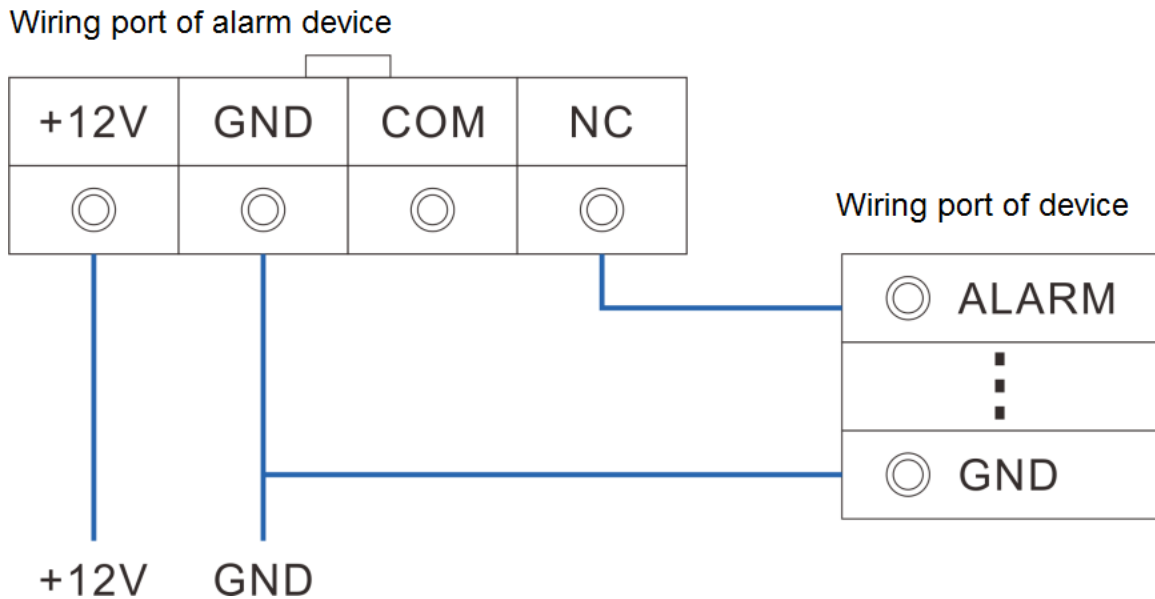 Wiring port of alarm device
+12V GND COM NC
Wiring port of device
ALARM
GND
+12V GND